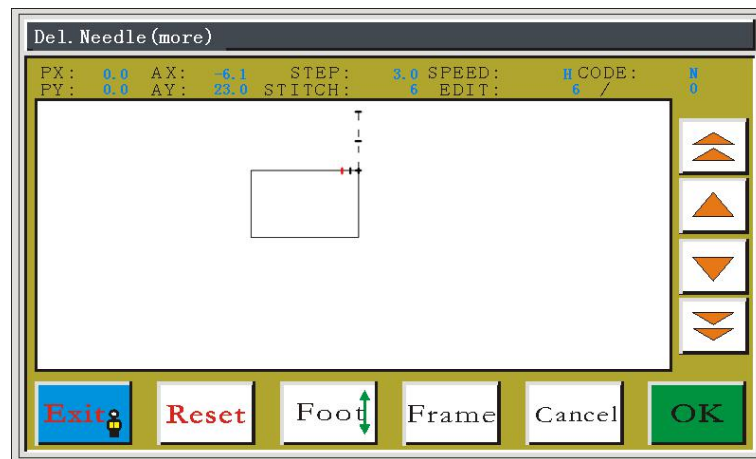 Del. Needle(more)
PX: 0.0 AX: -6.1 STEP: 3.0 SPEED: H CODE: N
PY: 0.0 AY: 23.0 STITCH: 6 EDIT: 6 / 0
Exit Reset Foot Frame Cancel OK